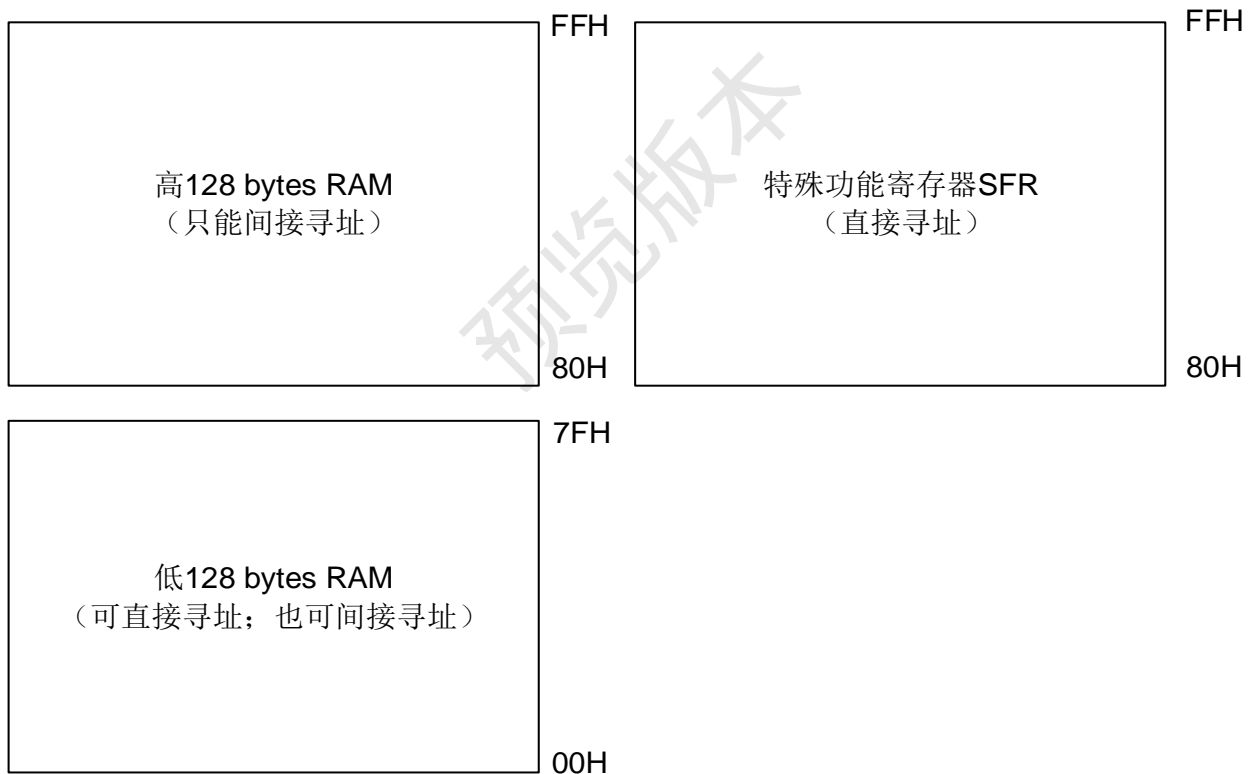 FFH
高128 bytes RAM
（只能间接寻址）
80H
FFH
特殊功能寄存器SFR
（直接寻址）
80H
7FH
低128 bytes RAM
（可直接寻址；也可间接寻址）
00H
预览版本